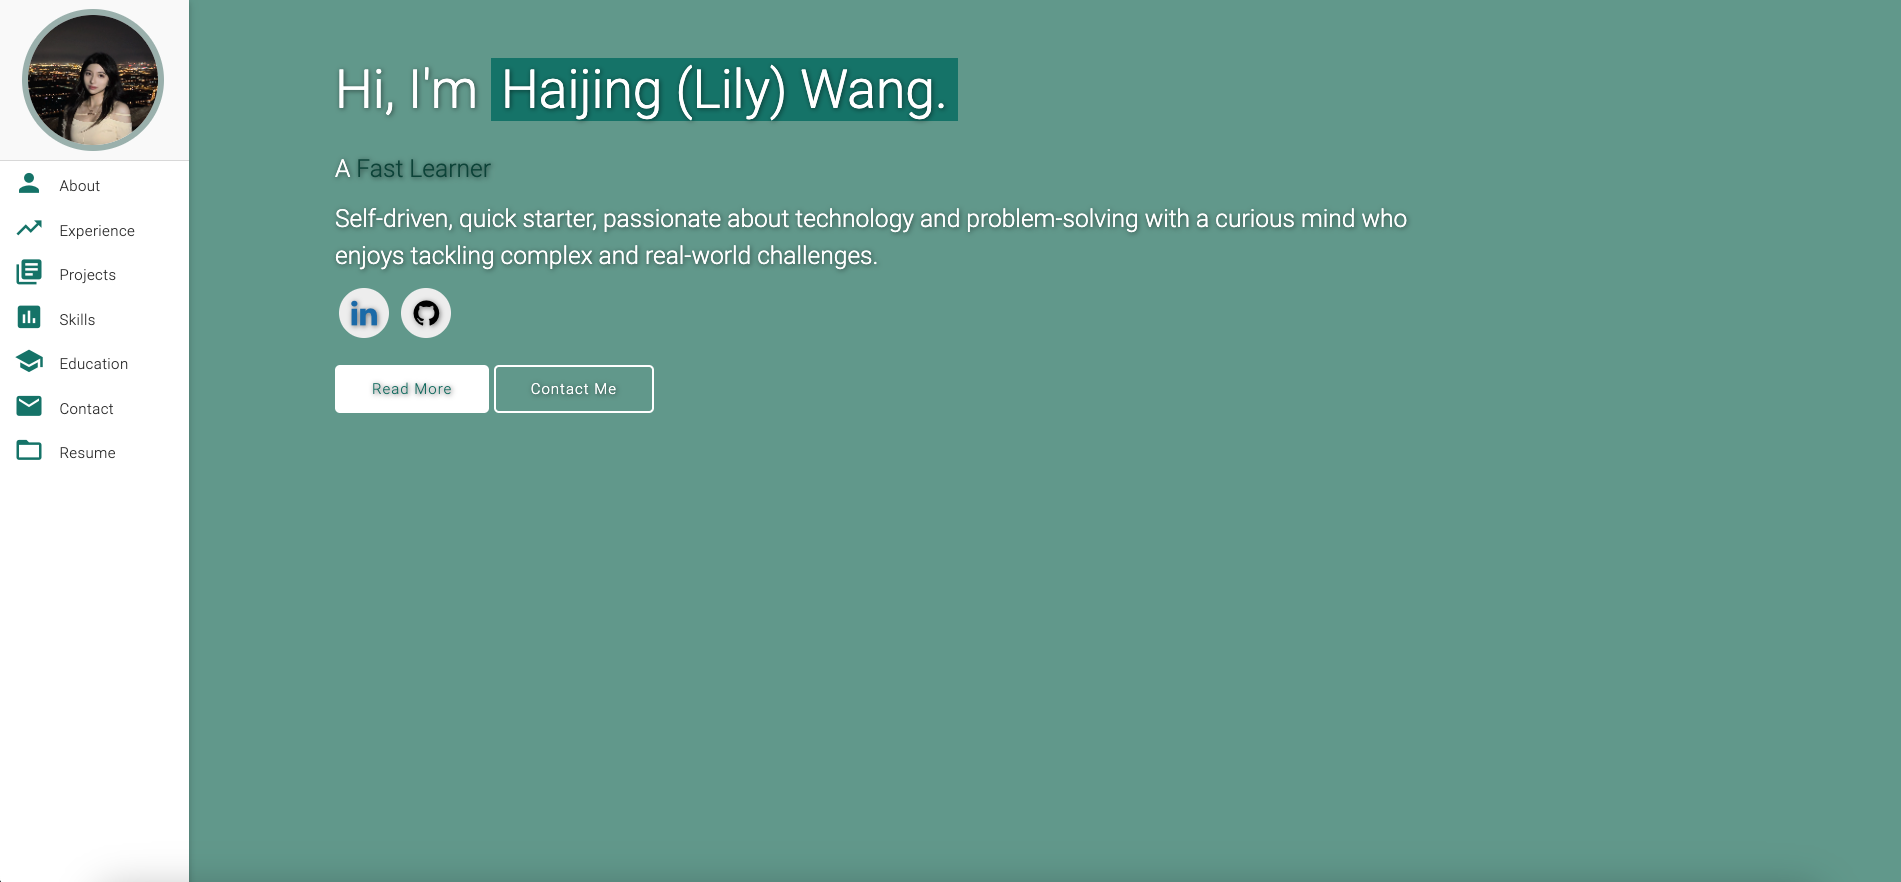 Hi, I'm Haijing (Lily) Wang.
A Fast Learner
Self-driven, quick starter, passionate about technology and problem-solving with a curious mind who
enjoys tackling complex and real-world challenges.
in
Read More
Contact Me
About
Experience
Projects
Skills
Education
Contact
Resume